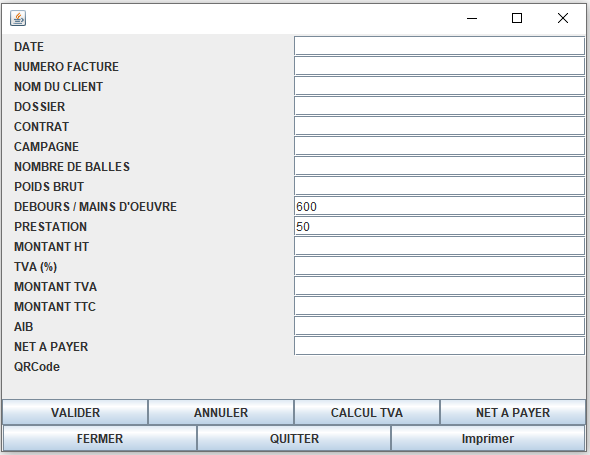 DATE
NUMERO FACTURE
NOM DU CLIENT
DOSSIER
CONTRAT
CAMPAGNE
NOMBRE DE BALLES
POIDS BRUT
DEBOURS / MAINS D'OEUVRE 600
PRESTATION 50
MONTANT HT
TVA (%)
MONTANT TVA
MONTANT TTC
AIB
NET A PAYER
QRCode
VALIDER ANNULER CALCUL TVA NET A PAYER
FERMER QUITTER Imprimer